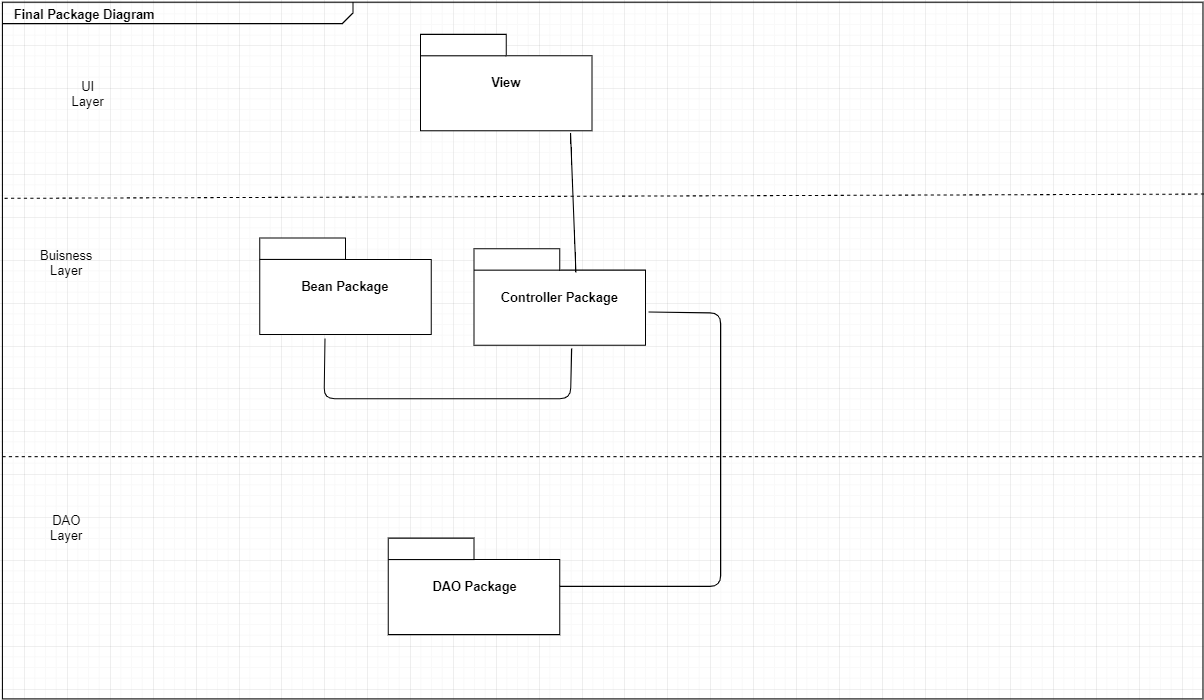 Final Package Diagram
UI
Layer
View
Buisness
Layer
Bean Package
Controller Package
DAO
Layer
DAO Package